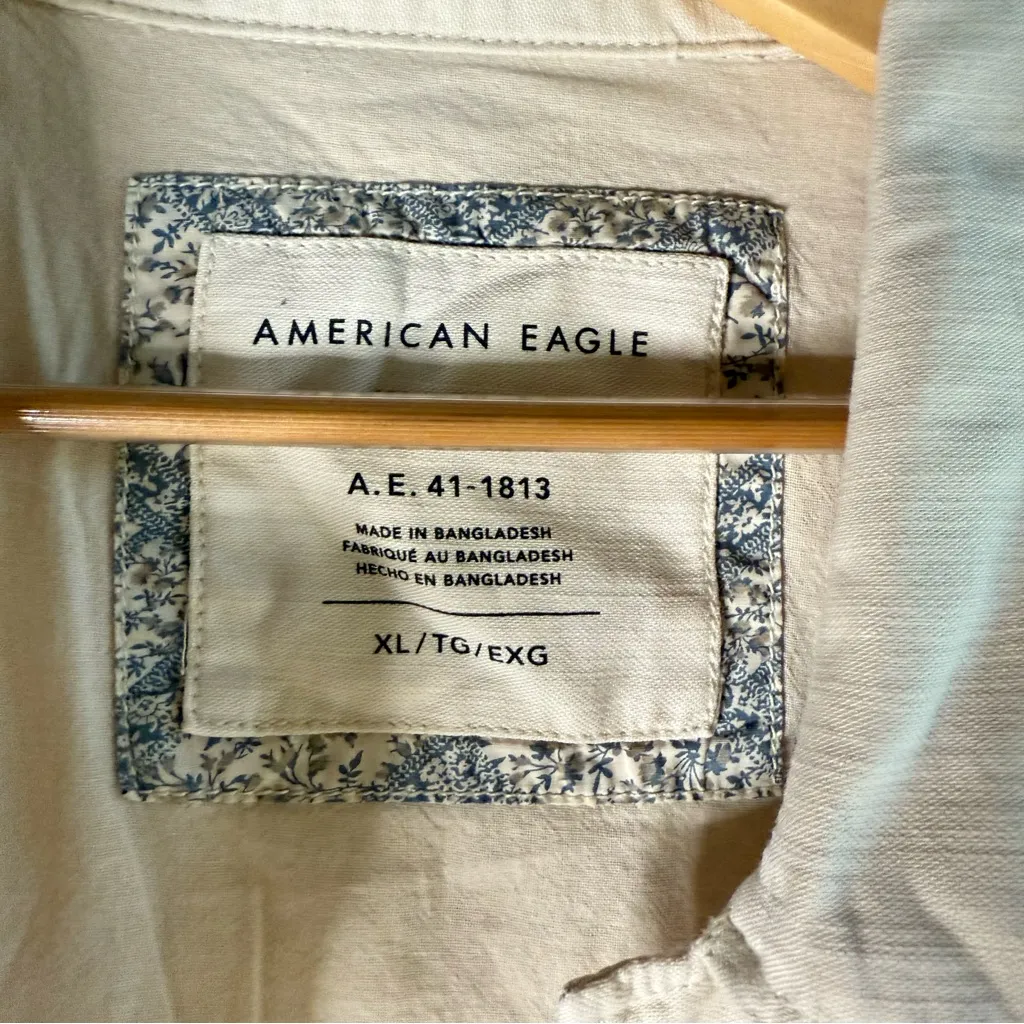 AMERICAN EAGLE
A.E. 41-1813
MADE IN BANGLADESH
FABRIQUÉ AU BANGLADESH
HECHO EN BANGLADESH
XL/TG/EXG